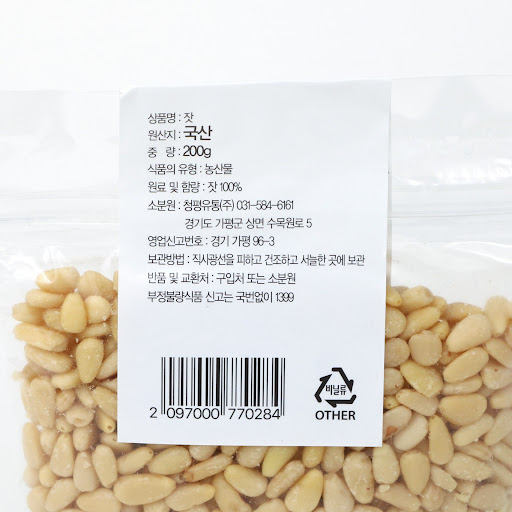 상품명 : 잣
원산지 : 국산
중 량 : 200g
식품의 유형 : 농산물
원료 및 함량 : 잣 100%
소분원 : 청평유통(주) 031-584-6161
경기도 가평군 상면 수목원로 5
영업신고번호 : 경기 가평 96-3
보관방법 : 직사광선을 피하고 건조하고 서늘한 곳에 보관
반품 및 교환처 : 구입처 또는 소분원
부정불량식품 신고는 국번없이 1399
2 097000 770284
비닐류
OTHER